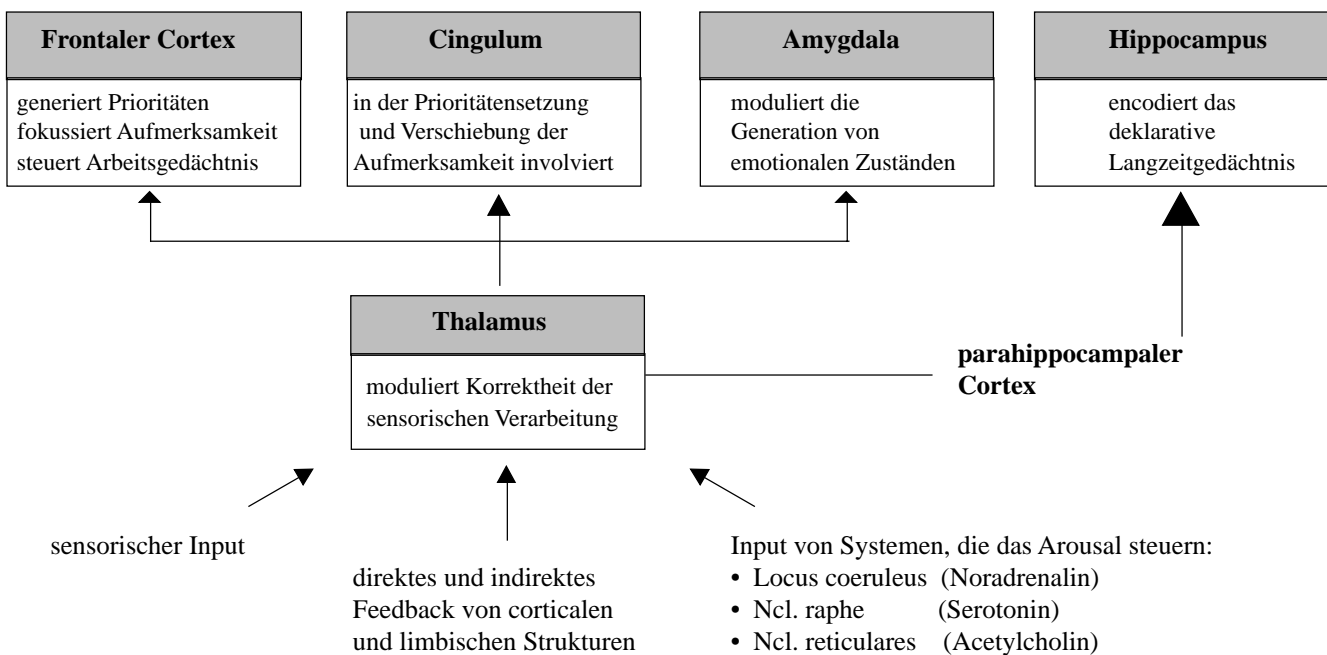 Frontaler Cortex
generiert Prioritäten
fokussiert Aufmerksamkeit
steuert Arbeitsgedächtnis
Cingulum
in der Prioritätensetzung
und Verschiebung der
Aufmerksamkeit involviert
Amygdala
moduliert die
Generation von
emotionalen Zuständen
Hippocampus
encodiert das
deklarative
Langzeitgedächtnis
Thalamus
moduliert Korrektheit der
sensorischen Verarbeitung
parahippocampaler
Cortex
sensorischer Input
direktes und indirektes
Feedback von corticalen
und limbischen Strukturen
Input von Systemen, die das Arousal steuern:
• Locus coeruleus (Noradrenalin)
• Ncl. raphe (Serotonin)
• Ncl. reticulares (Acetylcholin)